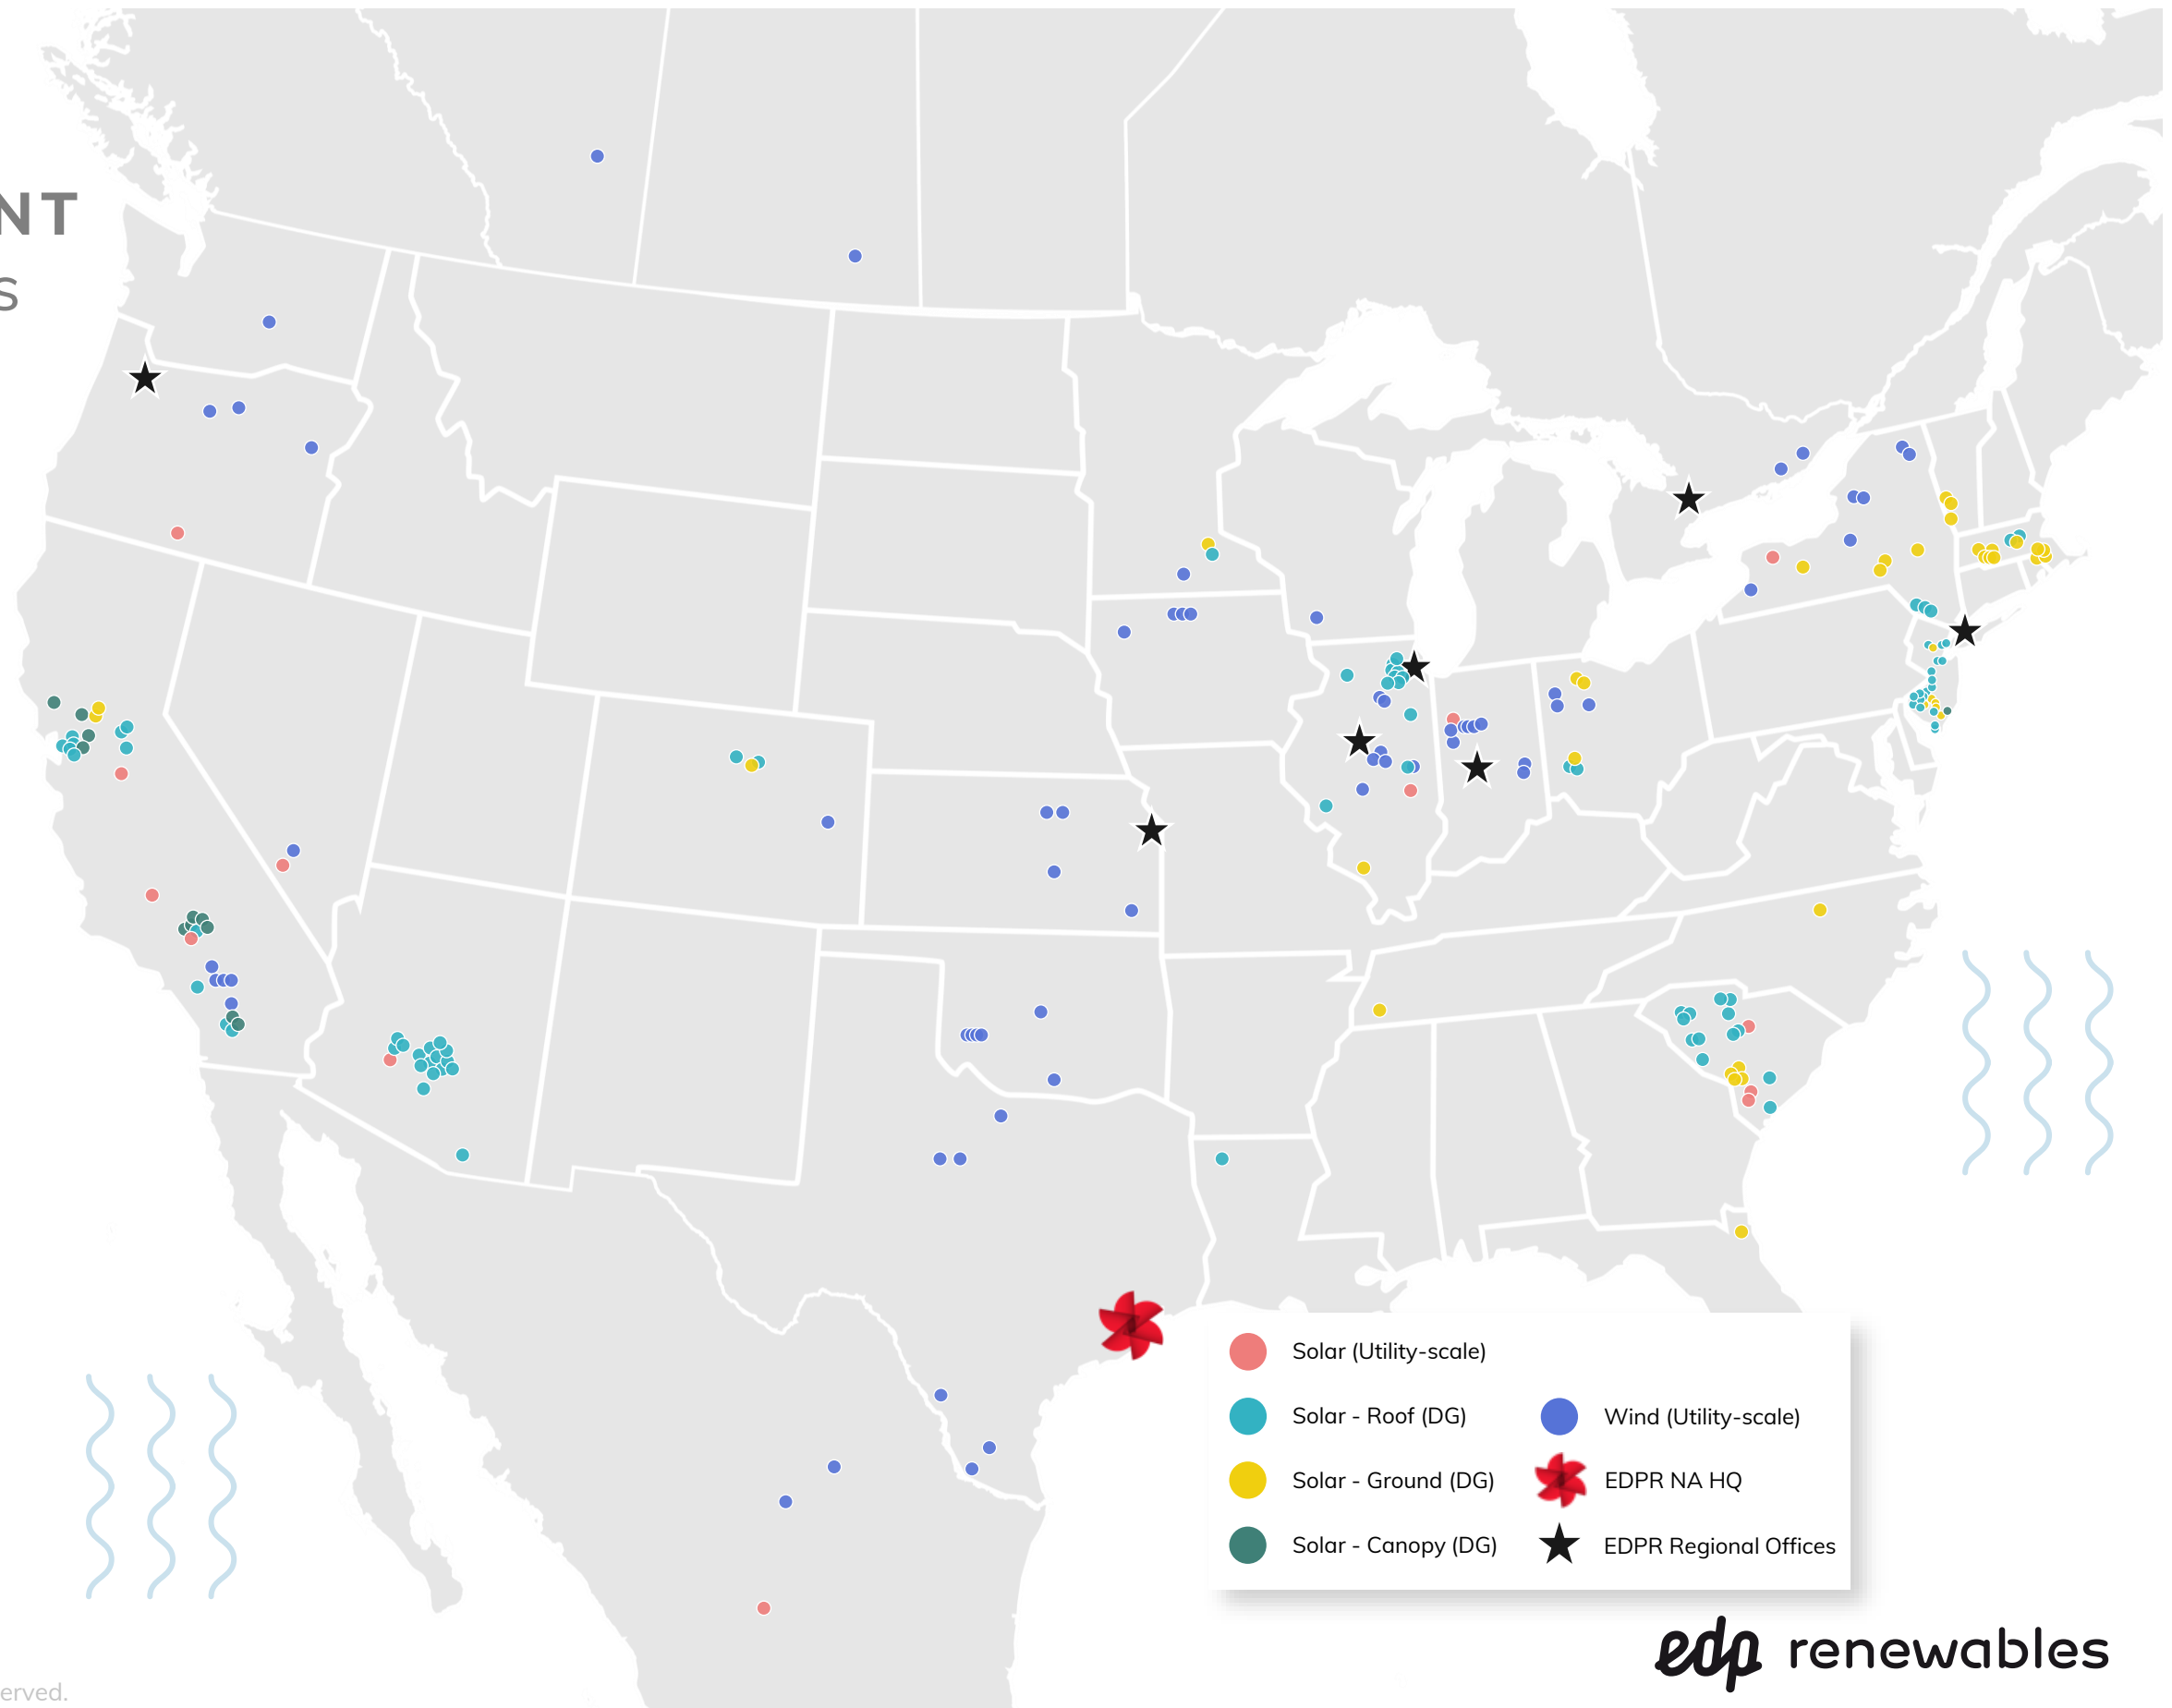 NT
S
Solar (Utility-scale)
Solar - Roof (DG)
Wind (Utility-scale)
Solar - Ground (DG)
EDPR NA HQ
Solar - Canopy (DG)
EDPR Regional Offices
edp renewables
erved.